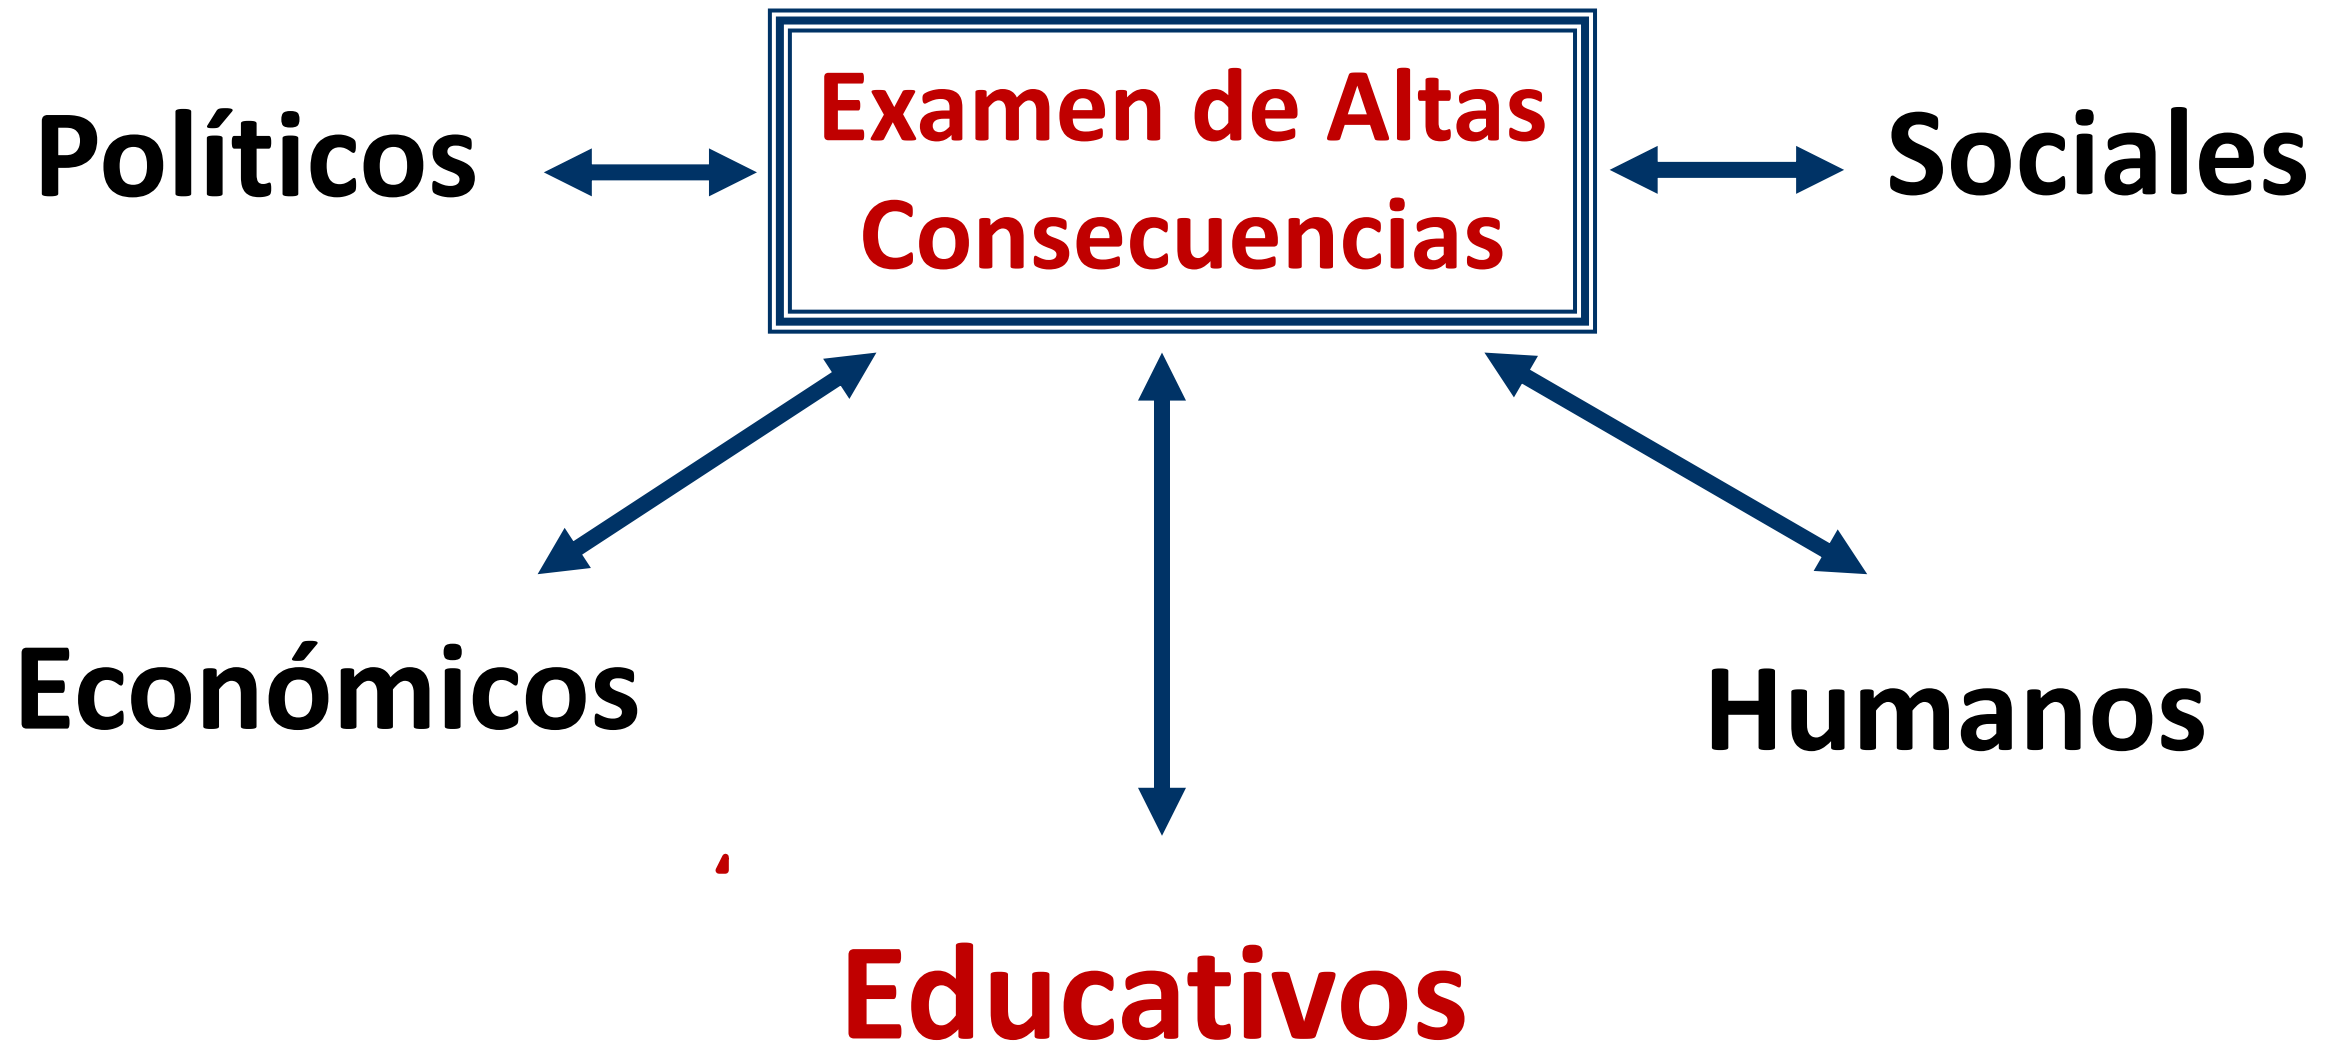 Examen de Altas
Consecuencias
Políticos
Sociales
Económicos
Humanos
Educativos